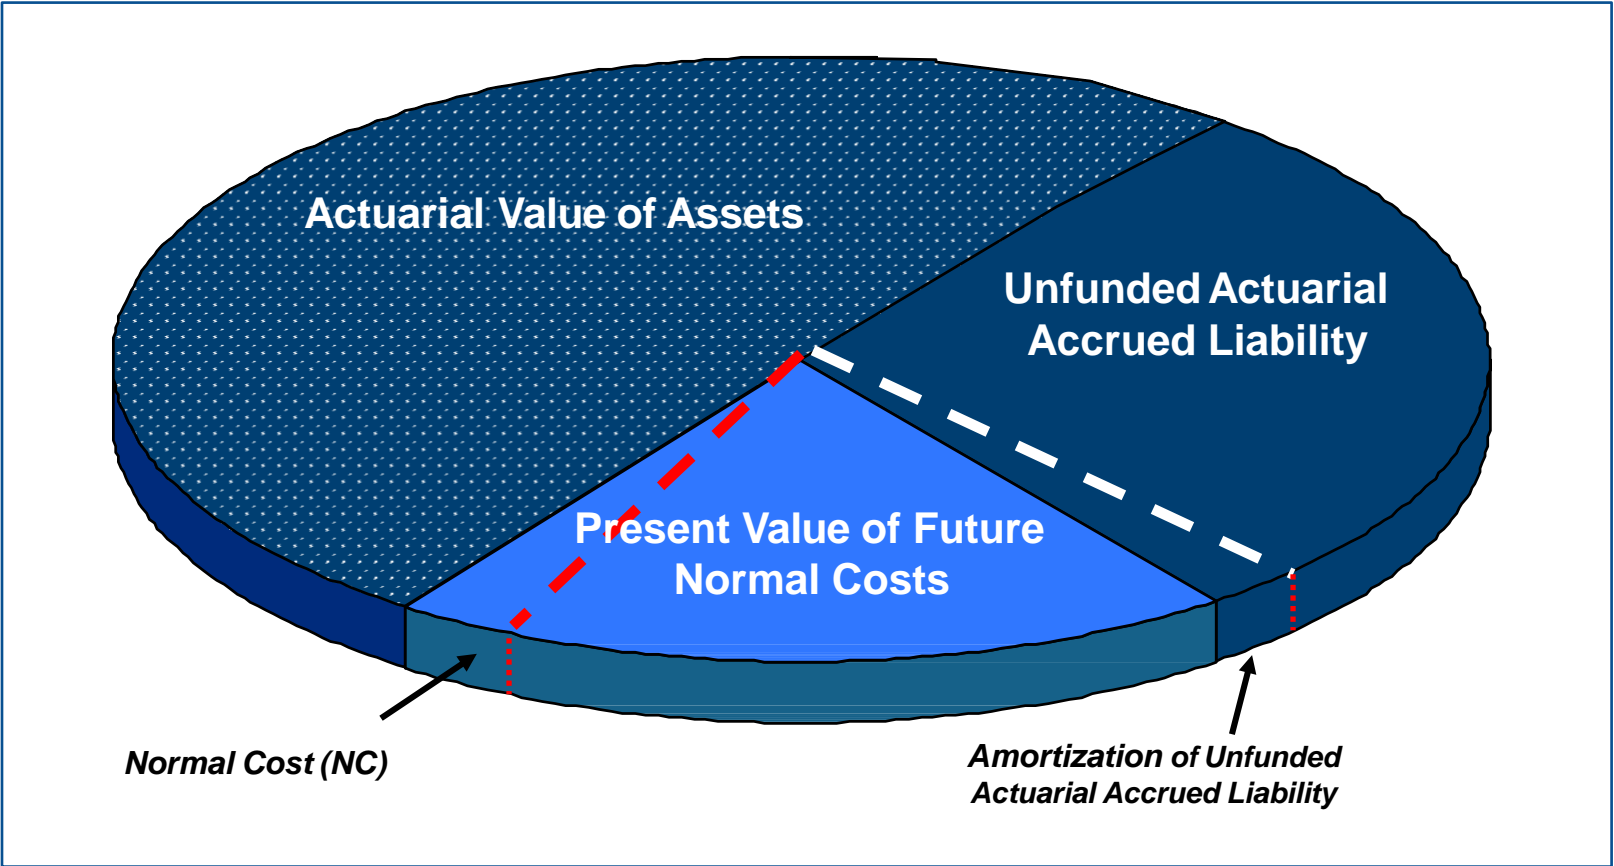 Actuarial Value of Assets
Unfunded Actuarial
Accrued Liability
Present Value of Future
Normal Costs
Normal Cost (NC)
Amortization of Unfunded
Actuarial Accrued Liability